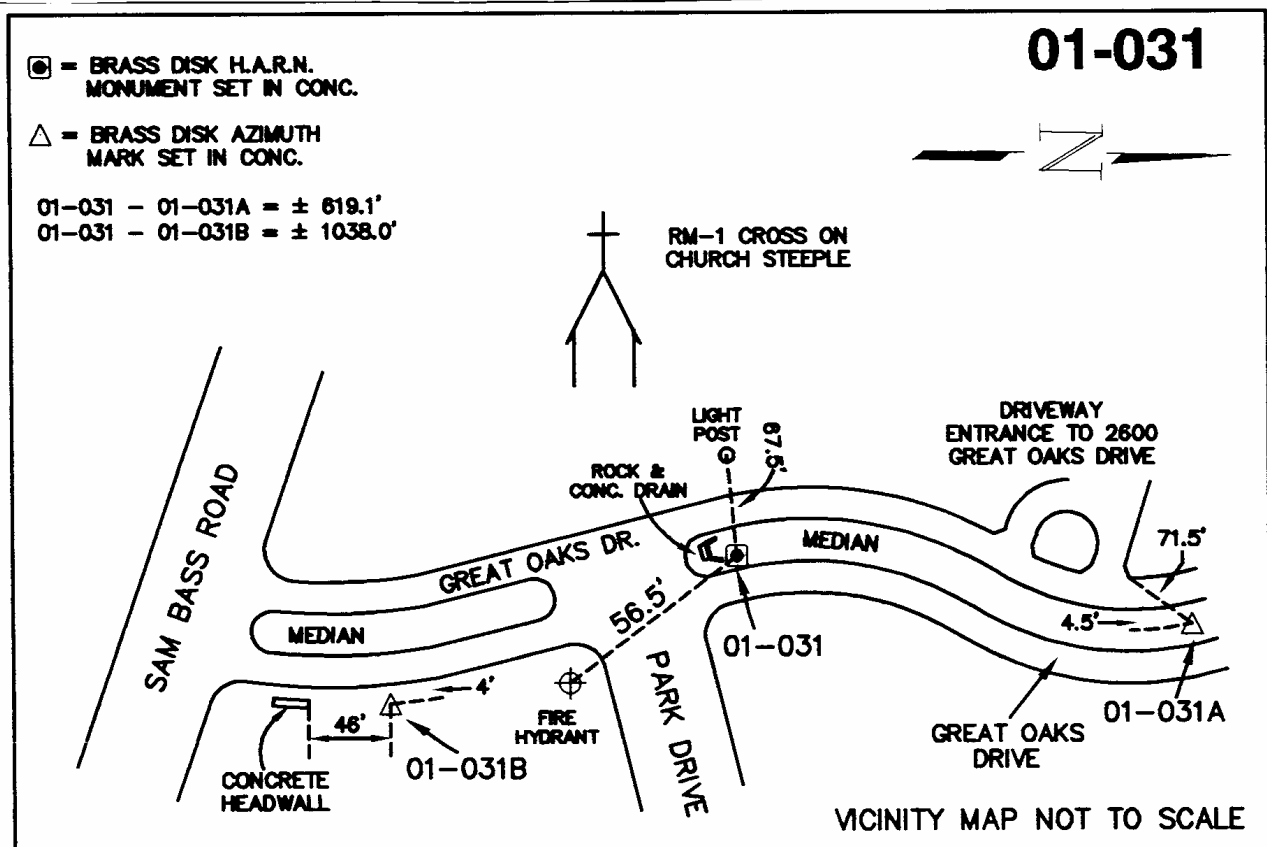 01-031
= BRASS DISK H.A.R.N.
MONUMENT SET IN CONC.
= BRASS DISK AZIMUTH
MARK SET IN CONC.
01-031 - 01-031A = ± 619.1'
01-031 - 01-031B = ± 1038.0'
N
RM-1 CROSS ON
CHURCH STEEPLE
LIGHT
POST
67.5'
ROCK &
CONC. DRAIN
DRIVEWAY
ENTRANCE TO 2600
GREAT OAKS DRIVE
71.5'
SAM BASS ROAD
GREAT OAKS DR.
MEDIAN
MEDIAN
56.5'
01-031
4.5'
01-031A
PARK DRIVE
4'
46'
FIRE
HYDRANT
01-031B
CONCRETE
HEADWALL
GREAT OAKS
DRIVE
VICINITY MAP NOT TO SCALE